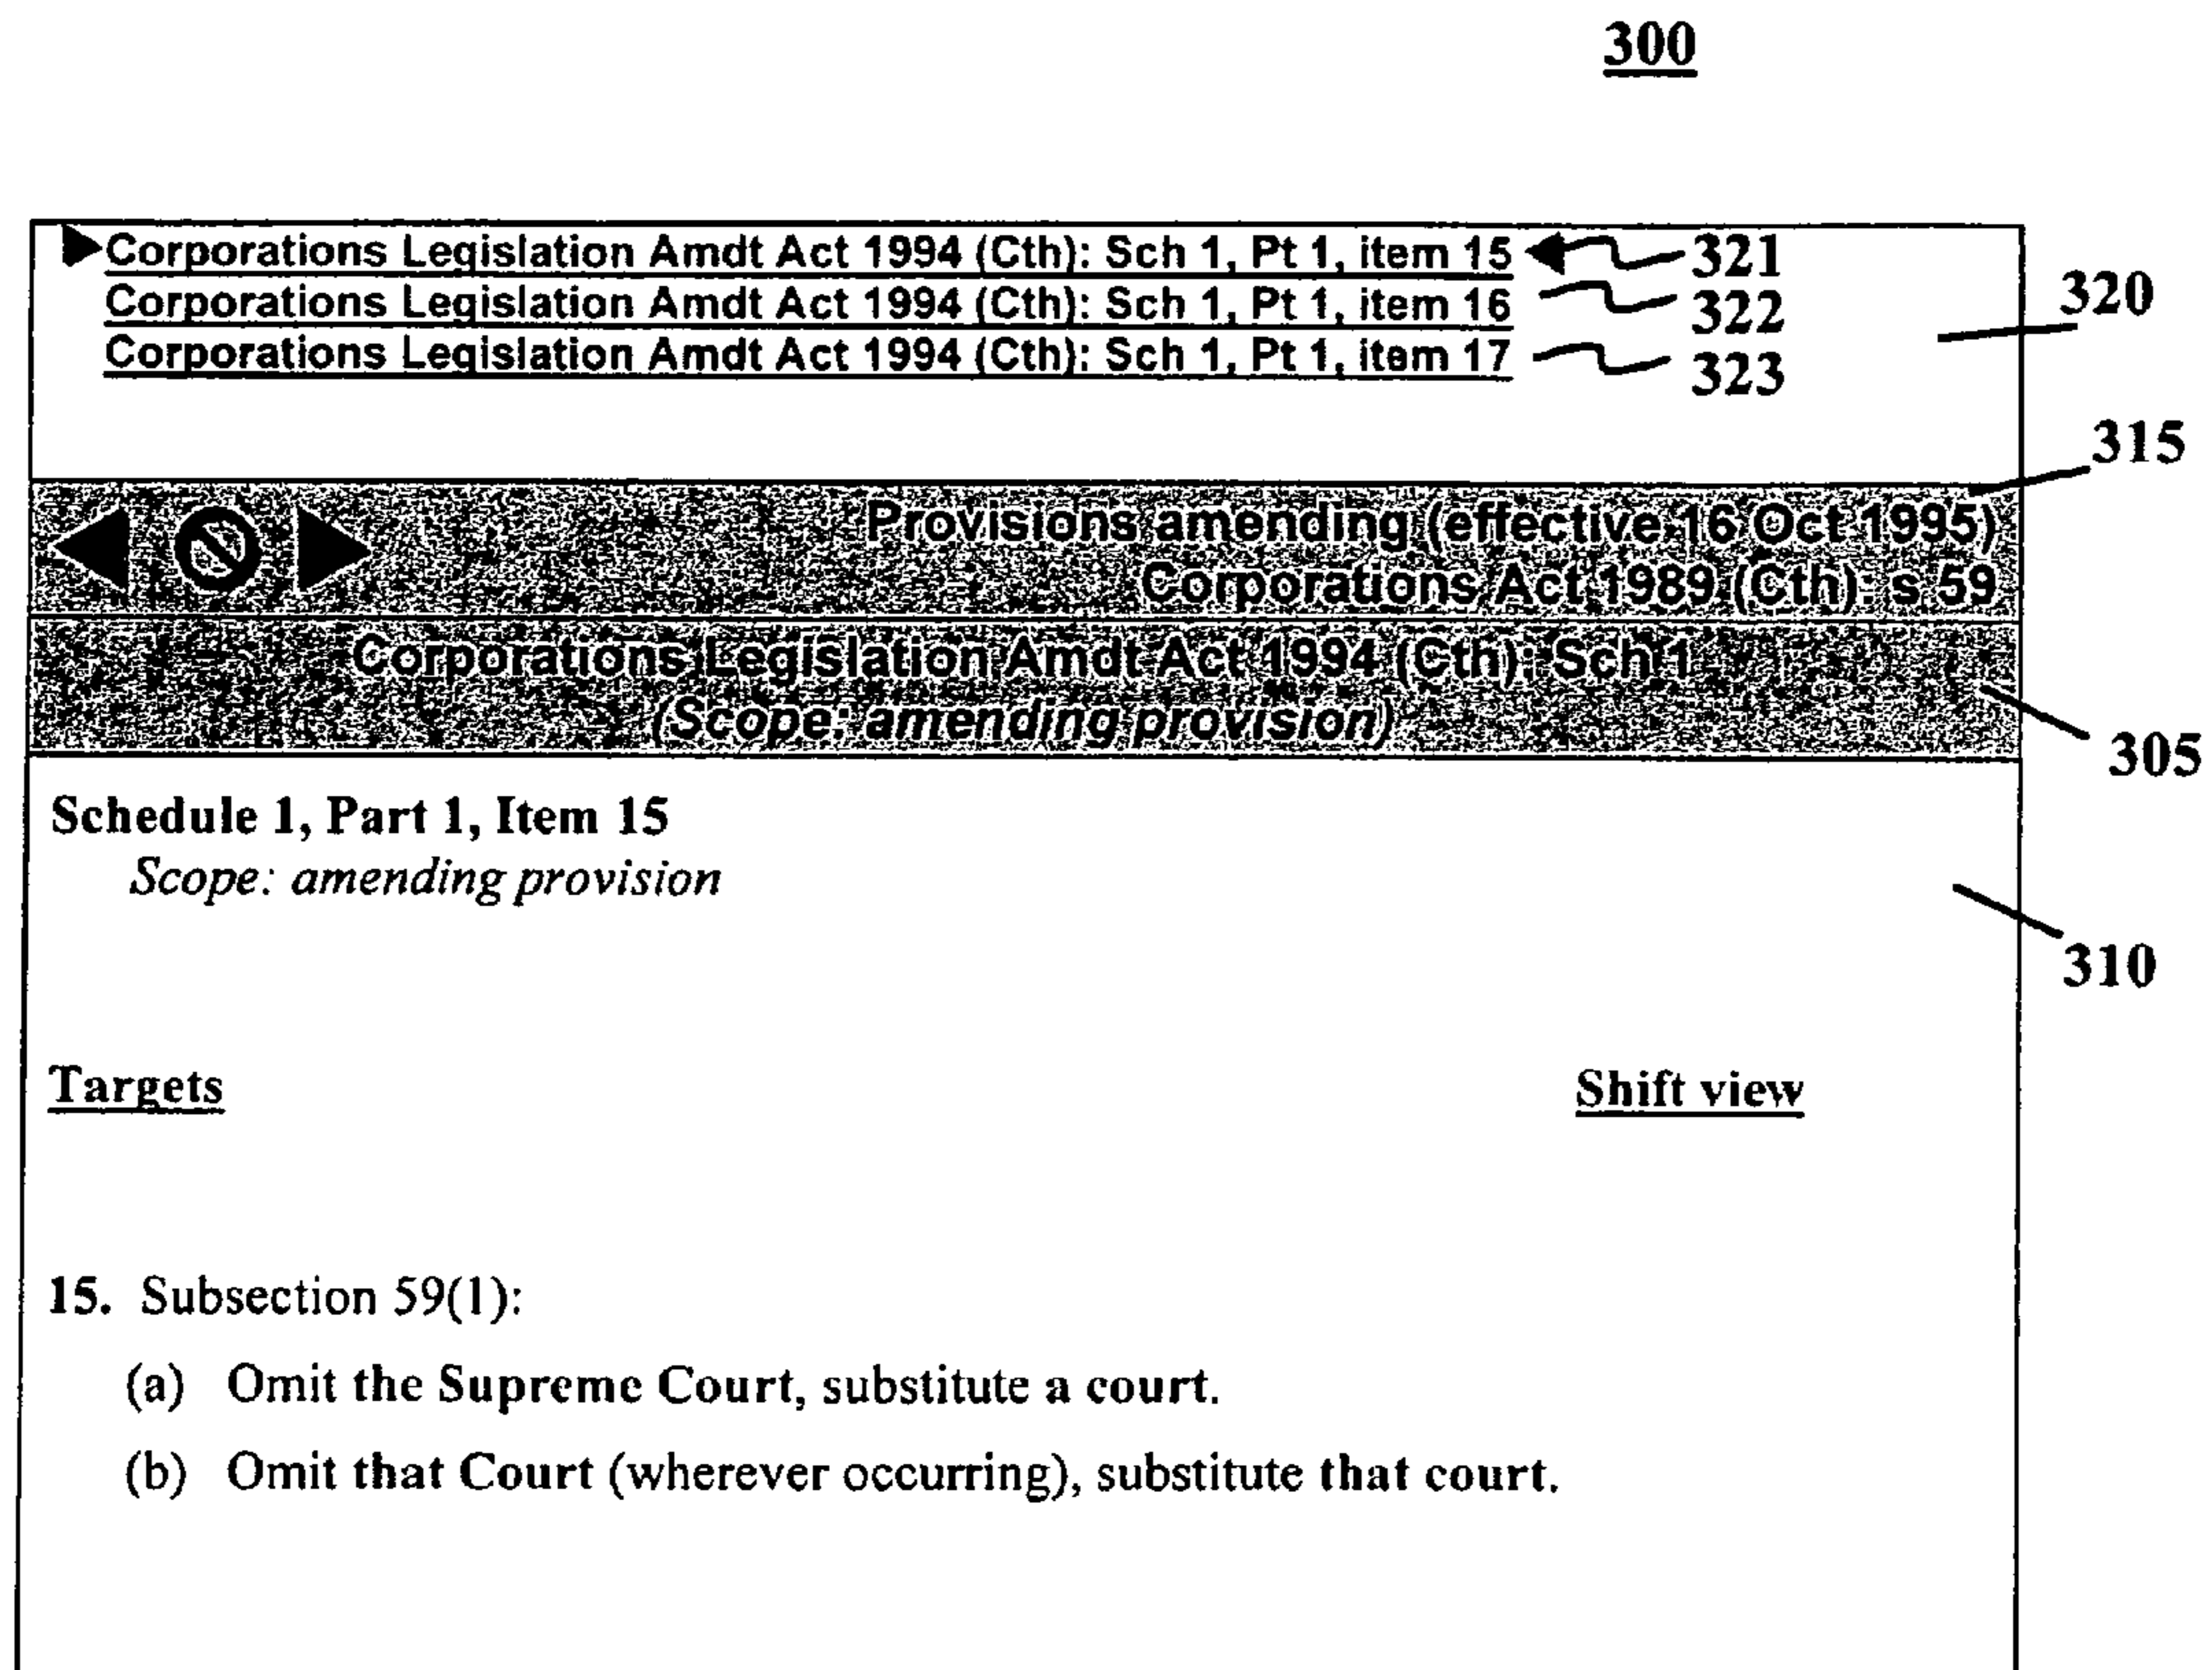 300
Corporations Legislation Amdt Act 1994 (Cth): Sch 1, Pt 1, item 15 321
Corporations Legislation Amdt Act 1994 (Cth): Sch 1, Pt 1, item 16 322
Corporations Legislation Amdt Act 1994 (Cth): Sch 1, Pt 1, item 17 323
320
315
Provisions amending (effective 16 Oct 1995)
Corporations Act 1989 (Cth): s 59
Corporations Legislation Amdt Act 1994 (Cth): Sch 1
(Scope: amending provision)
305
Schedule 1, Part 1, Item 15
Scope: amending provision
310
Targets Shift view
15. Subsection 59(1):
(a) Omit the Supreme Court, substitute a court.
(b) Omit that Court (wherever occurring), substitute that court.